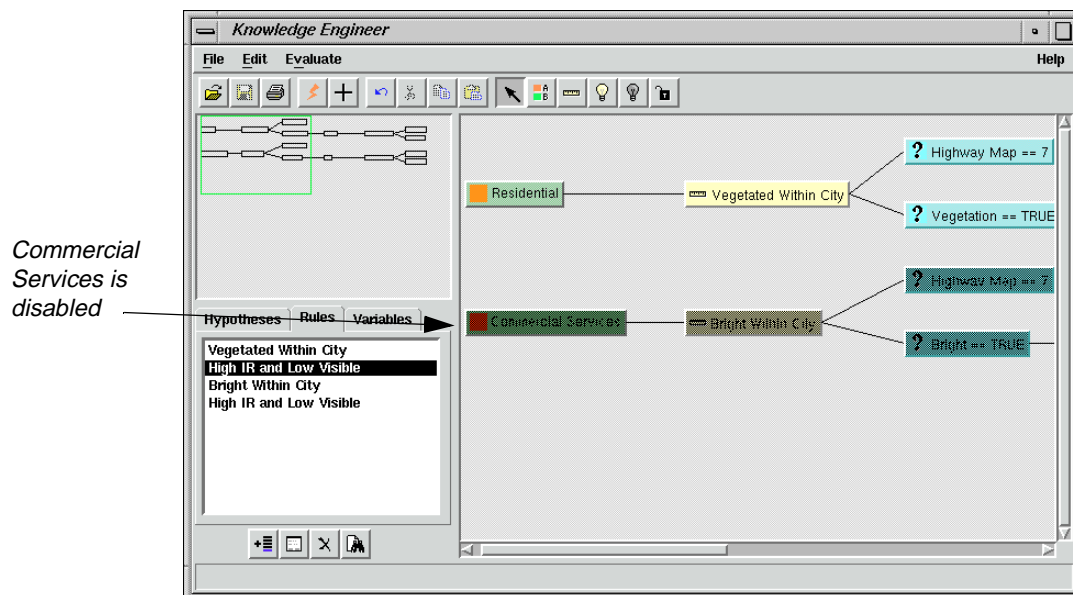 Knowledge Engineer
File Edit Evaluate Help
A
B
Highway Map == 7
Residential
Vegetated Within City
Vegetation == TRUE
Commercial
Services is
disabled
Highway Map == 7
Hypotheses Rules Variables
Commercial Services
Bright Within City
Bright == TRUE
Vegetated Within City
High IR and Low Visible
Bright Within City
High IR and Low Visible